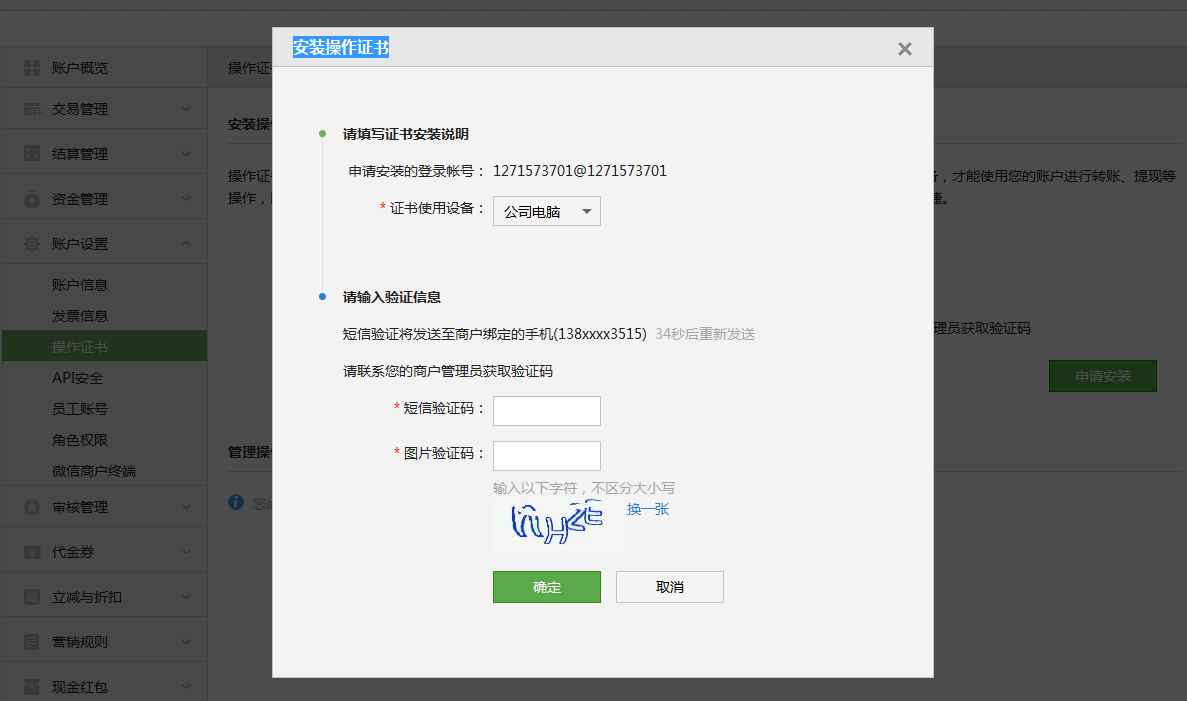 安装操作证书
账户概览
交易管理
结算管理
资金管理
账户设置
账户信息
发票信息
操作证书
API安全
员工账号
角色权限
微信商户终端
审核管理
代金券
立减与折扣
营销规则
现金红包
操作证
安装操
操作证
操作，
，才能使用您的账户进行转账、提现等
理员获取验证码
申请安装
管理操
您
请填写证书安装说明
申请安装的登录帐号： 1271573701@1271573701
* 证书使用设备： 公司电脑
请输入验证信息
短信验证将发送至商户绑定的手机(138xxxx3515) 34秒后重新发送
请联系您的商户管理员获取验证码
* 短信验证码：
* 图片验证码：
输入以下字符，不区分大小写
换一张
确定 取消